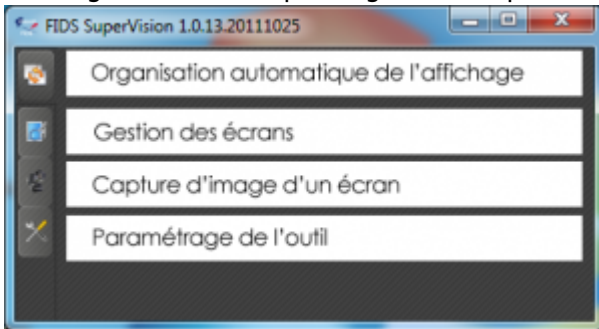 FIDS SuperVision 1.0.13.20111025
Organisation automatique de l'affichage
Gestion des écrans
Capture d'image d'un écran
Paramétrage de l'outil